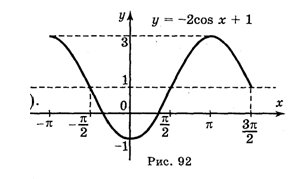 y
y = -2cos x + 1
3
1
).
0
x
-π
-π/2
π/2
π
3π/2
-1
Рис. 92